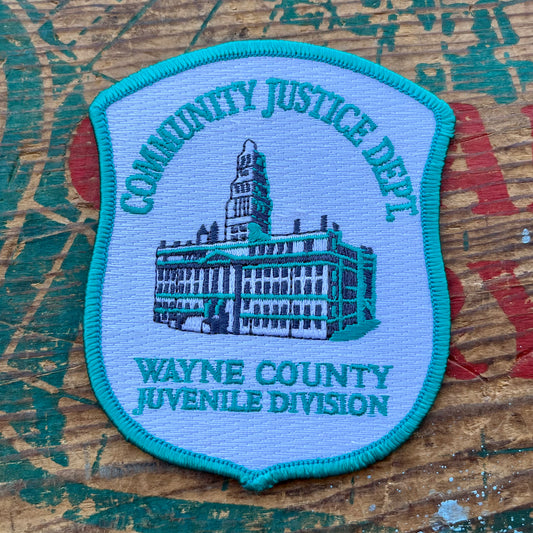 COMMUNITY JUSTICE DEPT.
WAYNE COUNTY
JUVENILE DIVISION